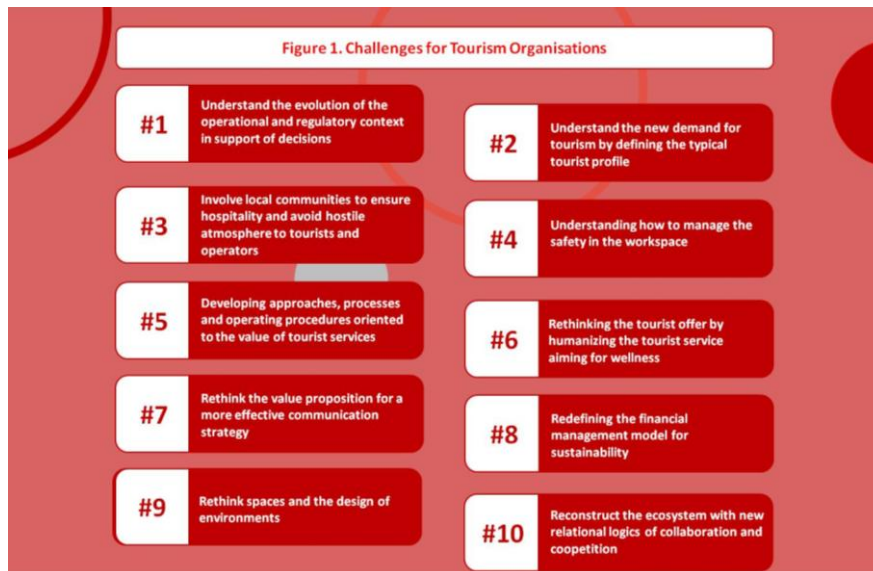 Figure 1. Challenges for Tourism Organisations
#1
Understand the evolution of the
operational and regulatory context
in support of decisions
#2
Understand the new demand for
tourism by defining the typical
tourist profile
#3
Involve local communities to ensure
hospitality and avoid hostile
atmosphere to tourists and
operators
#4
Understanding how to manage the
safety in the workspace
#5
Developing approaches, processes
and operating procedures oriented
to the value of tourist services
#6
Rethinking the tourist offer by
humanizing the tourist service
aiming for wellness
#7
Rethink the value proposition for a
more effective communication
strategy
#8
Redefining the financial
management model for
sustainability
#9
Rethink spaces and the design of
environments
#10
Reconstruct the ecosystem with new
relational logics of collaboration and
coopetition